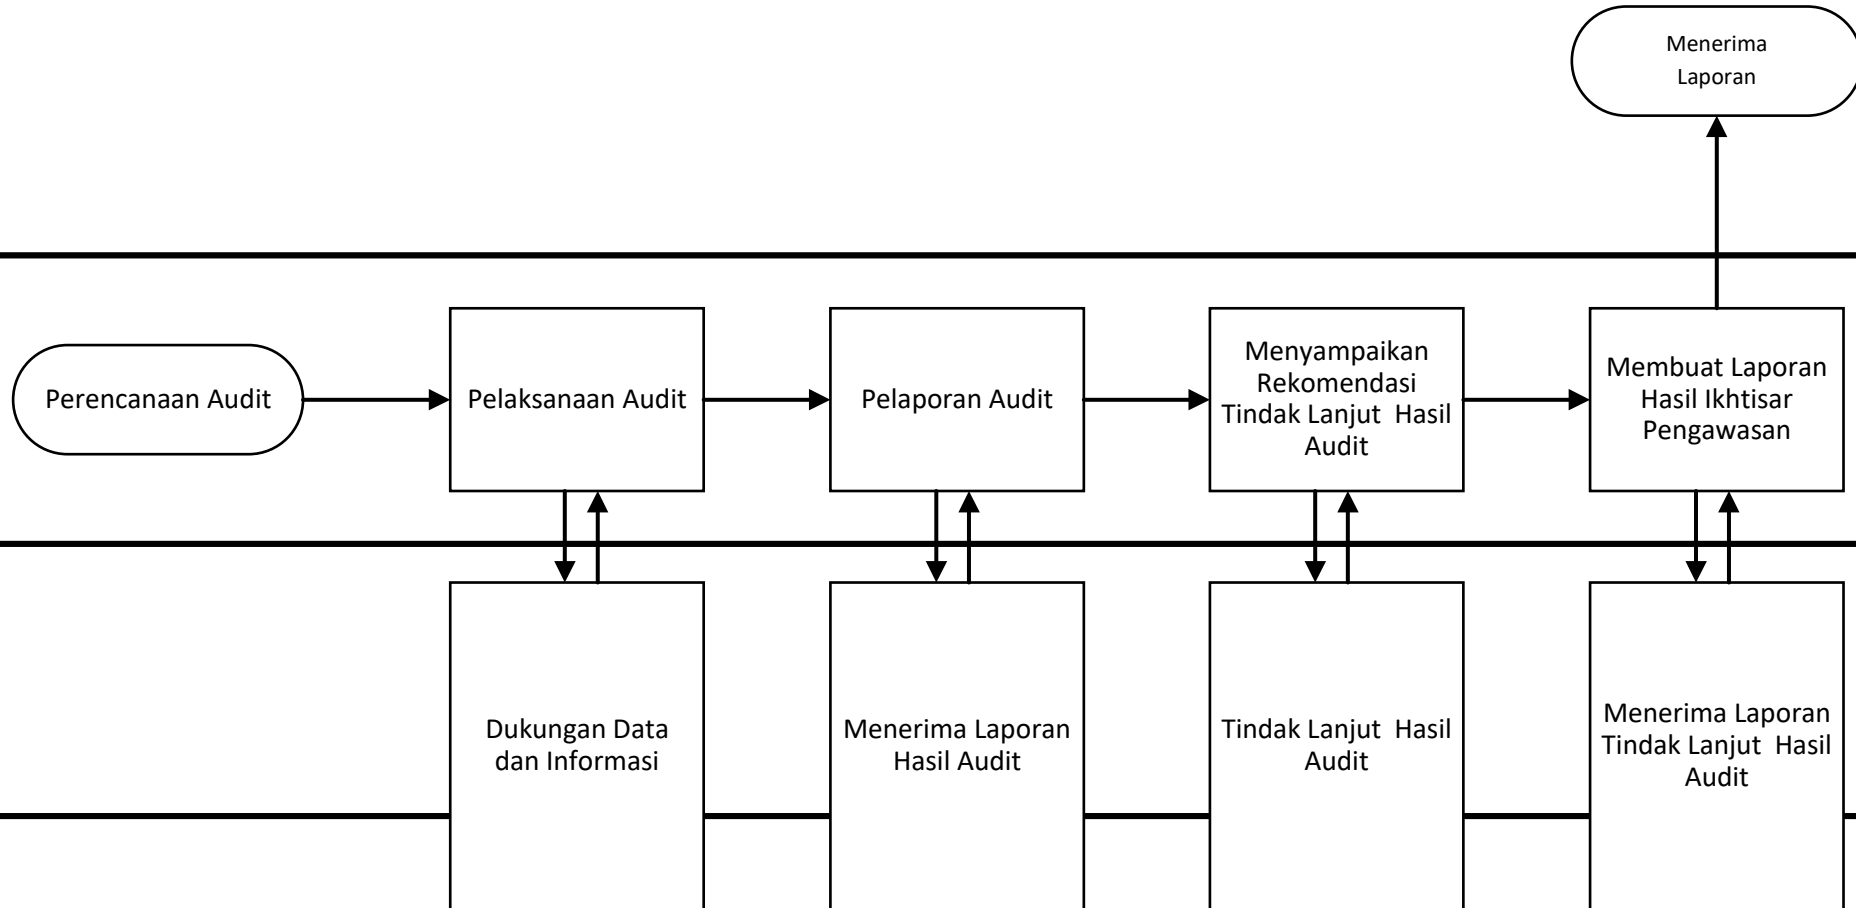 Menerima
Laporan
Perencanaan Audit
Pelaksanaan Audit
Pelaporan Audit
Menyampaikan
Rekomendasi
Tindak Lanjut  Hasil
Audit
Membuat Laporan
Hasil Ikhtisar
Pengawasan
Dukungan Data
dan Informasi
Menerima Laporan
Hasil Audit
Tindak Lanjut  Hasil
Audit
Menerima Laporan
Tindak Lanjut  Hasil
Audit